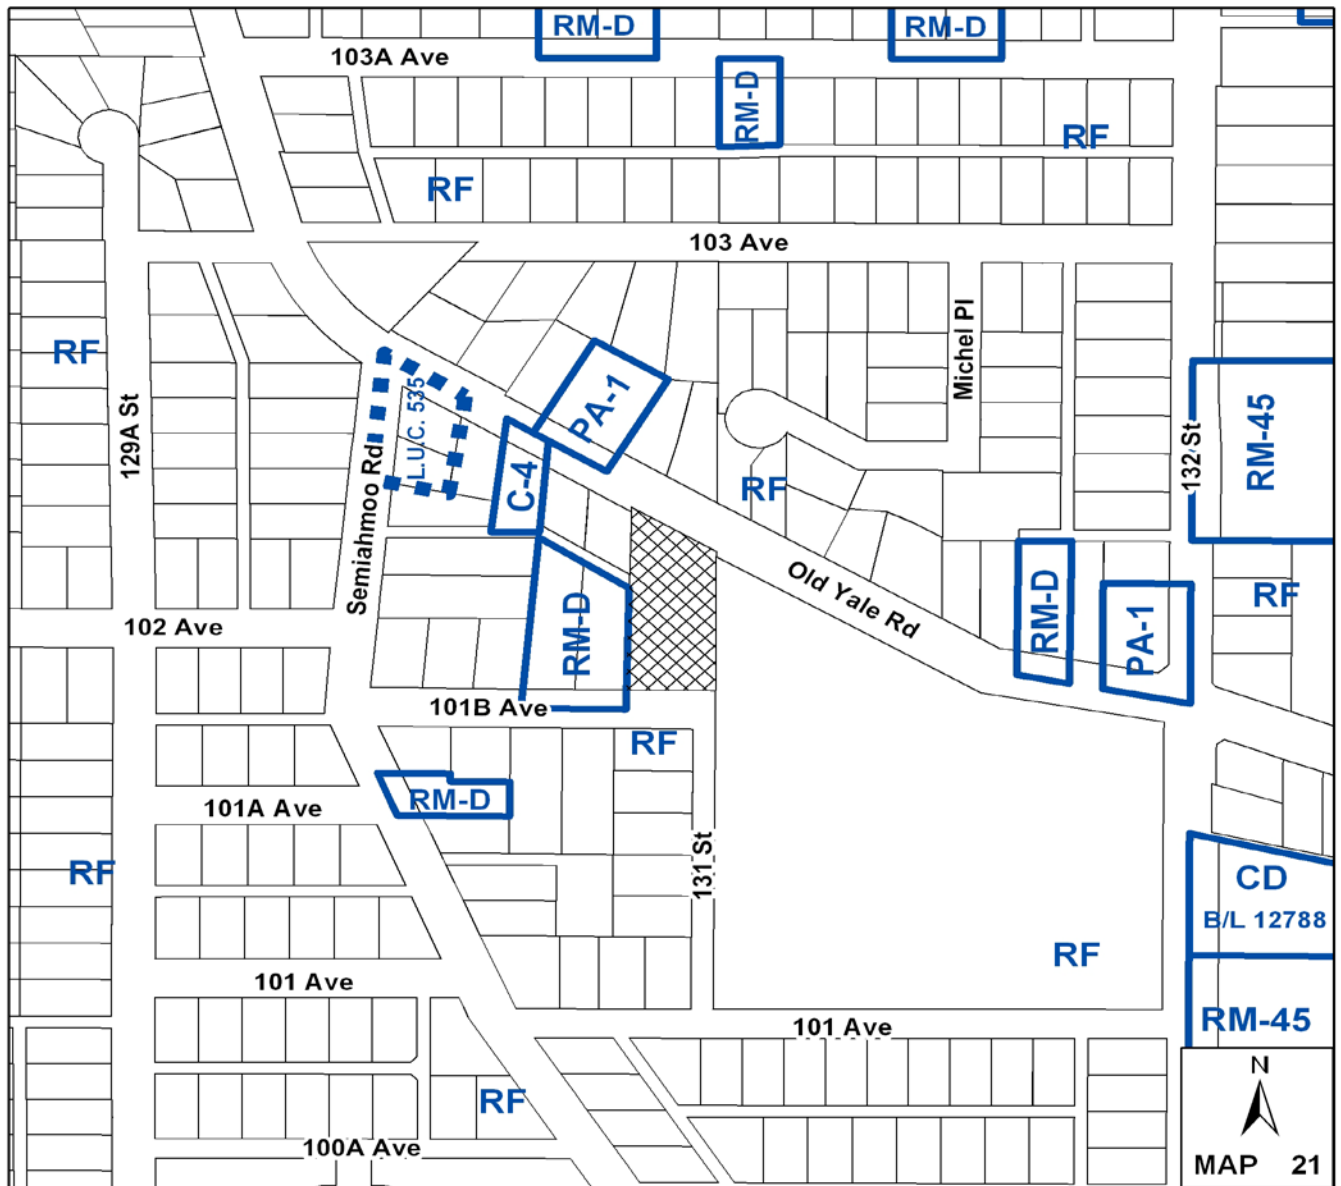 RM-D
RM-D
103A Ave
RM-D
RF
RF
103 Ave
Michel Pl
RF
L.U.C. 535
PA-1
129A St
Semiahmoo Rd
C-4
RF
132 St
RM-45
Old Yale Rd
RM-D
RM-D
PA-1
RF
102 Ave
101B Ave
RF
RM-D
101A Ave
131 St
RF
CD
B/L 12788
RF
101 Ave
RM-45
101 Ave
RF
100A Ave
N
MAP 21